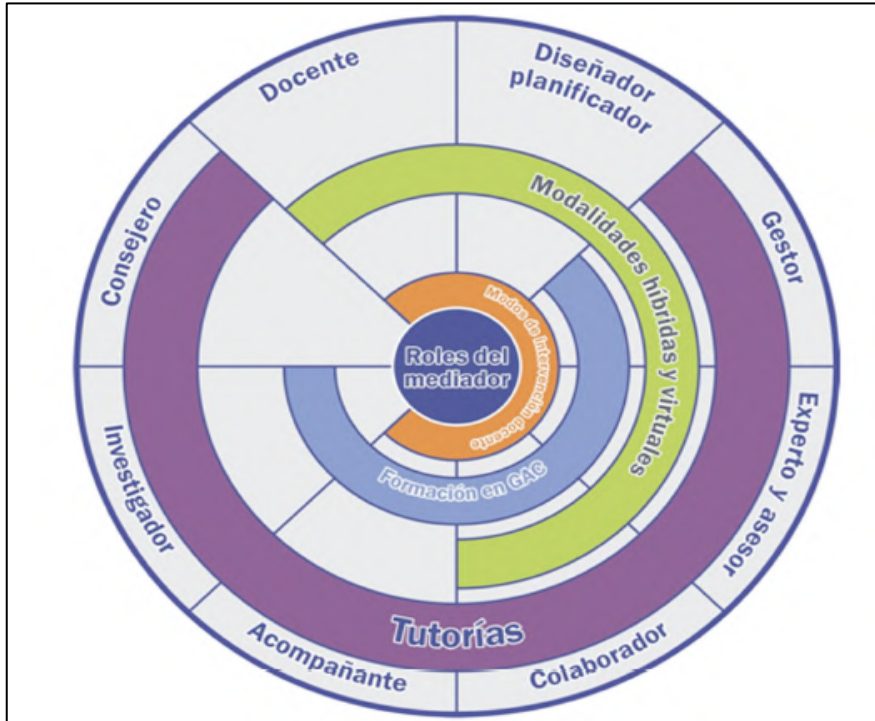 Docente
Diseñador
planificador
Consejero
Gestor
Modalidades híbridas y virtuales
Modos de intervención docente
Roles del
mediador
Investigador
Experto y asesor
Formación en GAC
Tutorías
Acompañante
Colaborador